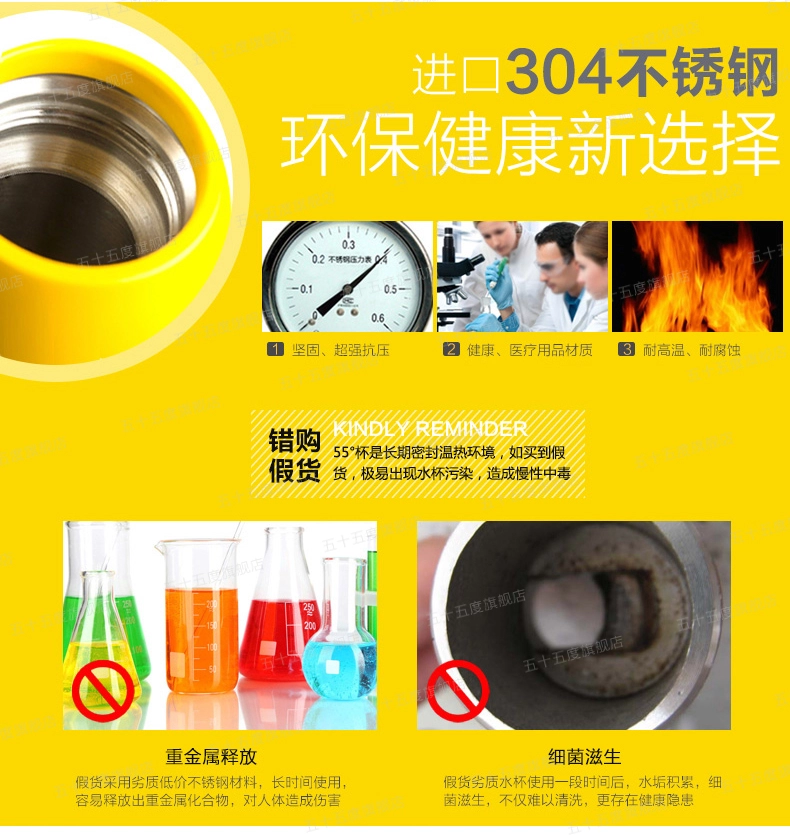 进口304不锈钢
环保健康新选择
0.3
0.2 不锈钢压力表 0.4
0.1 0.5
0 0.6
1 坚固、超强抗压
2 健康、医疗用品材质
3 耐高温、耐腐蚀
错购
假货
KINDLY REMINDER
55°杯是长期密封温热环境，如买到假
货，极易出现水杯污染，造成慢性中毒
250
200
150
100
50
250
200
重金属释放
假货采用劣质低价不锈钢材料，长时间使用，
容易释放出重金属化合物，对人体造成伤害
细菌滋生
假货劣质水杯使用一段时间后，水垢积累，细
菌滋生，不仅难以清洗，更存在健康隐患
五十五度旗舰店